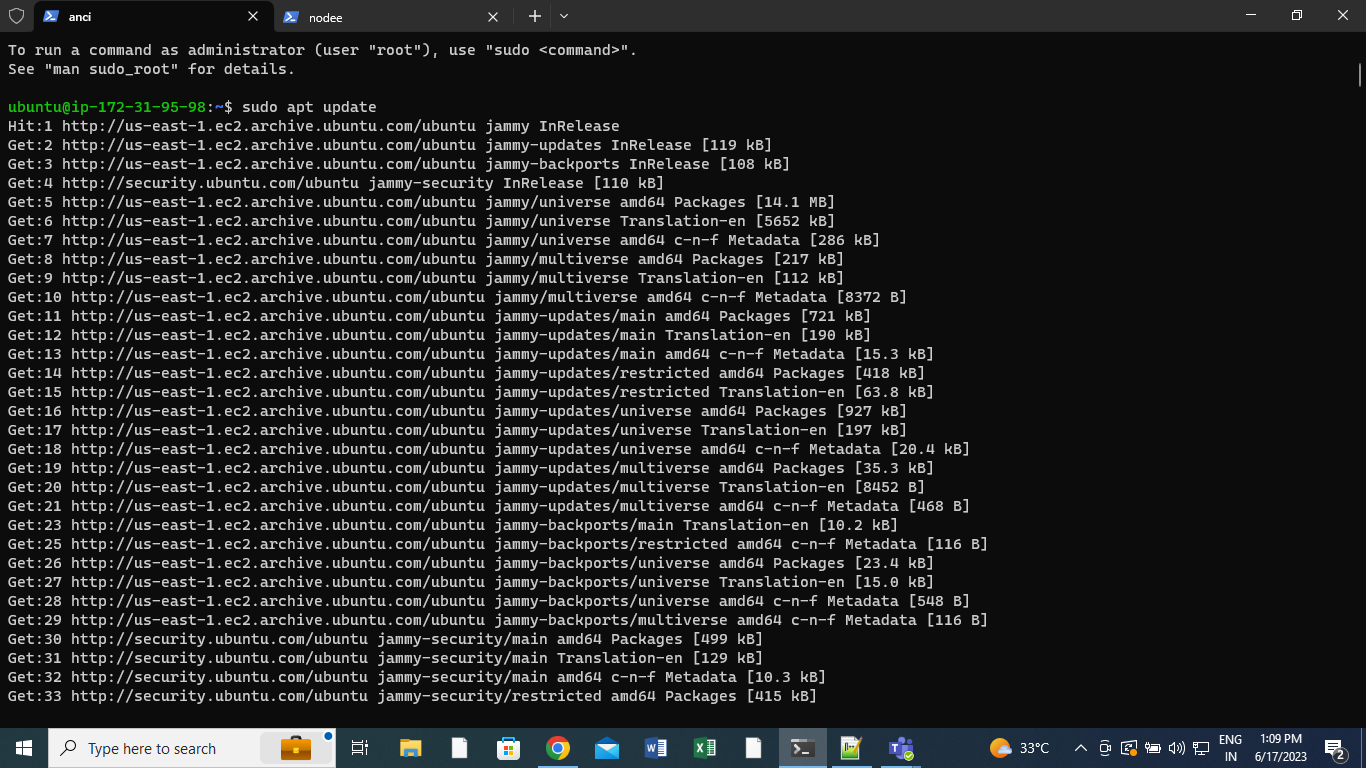 anci
nodee
To run a command as administrator (user "root"), use "sudo <command>".
See "man sudo_root" for details.
ubuntu@ip-172-31-95-98:~$ sudo apt update
Hit:1 http://us-east-1.ec2.archive.ubuntu.com/ubuntu jammy InRelease
Get:2 http://us-east-1.ec2.archive.ubuntu.com/ubuntu jammy-updates InRelease [119 kB]
Get:3 http://us-east-1.ec2.archive.ubuntu.com/ubuntu jammy-backports InRelease [108 kB]
Get:4 http://security.ubuntu.com/ubuntu jammy-security InRelease [110 kB]
Get:5 http://us-east-1.ec2.archive.ubuntu.com/ubuntu jammy/universe amd64 Packages [14.1 MB]
Get:6 http://us-east-1.ec2.archive.ubuntu.com/ubuntu jammy/universe Translation-en [5652 kB]
Get:7 http://us-east-1.ec2.archive.ubuntu.com/ubuntu jammy/universe amd64 c-n-f Metadata [286 kB]
Get:8 http://us-east-1.ec2.archive.ubuntu.com/ubuntu jammy/multiverse amd64 Packages [217 kB]
Get:9 http://us-east-1.ec2.archive.ubuntu.com/ubuntu jammy/multiverse Translation-en [112 kB]
Get:10 http://us-east-1.ec2.archive.ubuntu.com/ubuntu jammy/multiverse amd64 c-n-f Metadata [8372 B]
Get:11 http://us-east-1.ec2.archive.ubuntu.com/ubuntu jammy-updates/main amd64 Packages [721 kB]
Get:12 http://us-east-1.ec2.archive.ubuntu.com/ubuntu jammy-updates/main Translation-en [190 kB]
Get:13 http://us-east-1.ec2.archive.ubuntu.com/ubuntu jammy-updates/main amd64 c-n-f Metadata [15.3 kB]
Get:14 http://us-east-1.ec2.archive.ubuntu.com/ubuntu jammy-updates/restricted amd64 Packages [418 kB]
Get:15 http://us-east-1.ec2.archive.ubuntu.com/ubuntu jammy-updates/restricted Translation-en [63.8 kB]
Get:16 http://us-east-1.ec2.archive.ubuntu.com/ubuntu jammy-updates/universe amd64 Packages [927 kB]
Get:17 http://us-east-1.ec2.archive.ubuntu.com/ubuntu jammy-updates/universe Translation-en [197 kB]
Get:18 http://us-east-1.ec2.archive.ubuntu.com/ubuntu jammy-updates/universe amd64 c-n-f Metadata [20.4 kB]
Get:19 http://us-east-1.ec2.archive.ubuntu.com/ubuntu jammy-updates/multiverse amd64 Packages [35.3 kB]
Get:20 http://us-east-1.ec2.archive.ubuntu.com/ubuntu jammy-updates/multiverse Translation-en [8452 B]
Get:21 http://us-east-1.ec2.archive.ubuntu.com/ubuntu jammy-updates/multiverse amd64 c-n-f Metadata [468 B]
Get:23 http://us-east-1.ec2.archive.ubuntu.com/ubuntu jammy-backports/main Translation-en [10.2 kB]
Get:25 http://us-east-1.ec2.archive.ubuntu.com/ubuntu jammy-backports/restricted amd64 c-n-f Metadata [116 B]
Get:26 http://us-east-1.ec2.archive.ubuntu.com/ubuntu jammy-backports/universe amd64 Packages [23.4 kB]
Get:27 http://us-east-1.ec2.archive.ubuntu.com/ubuntu jammy-backports/universe Translation-en [15.0 kB]
Get:28 http://us-east-1.ec2.archive.ubuntu.com/ubuntu jammy-backports/universe amd64 c-n-f Metadata [548 B]
Get:29 http://us-east-1.ec2.archive.ubuntu.com/ubuntu jammy-backports/multiverse amd64 c-n-f Metadata [116 B]
Get:30 http://security.ubuntu.com/ubuntu jammy-security/main amd64 Packages [499 kB]
Get:31 http://security.ubuntu.com/ubuntu jammy-security/main Translation-en [129 kB]
Get:32 http://security.ubuntu.com/ubuntu jammy-security/main amd64 c-n-f Metadata [10.3 kB]
Get:33 http://security.ubuntu.com/ubuntu jammy-security/restricted amd64 Packages [415 kB]
Type here to search
33°C
ENG
IN
1:09 PM
6/17/2023
2